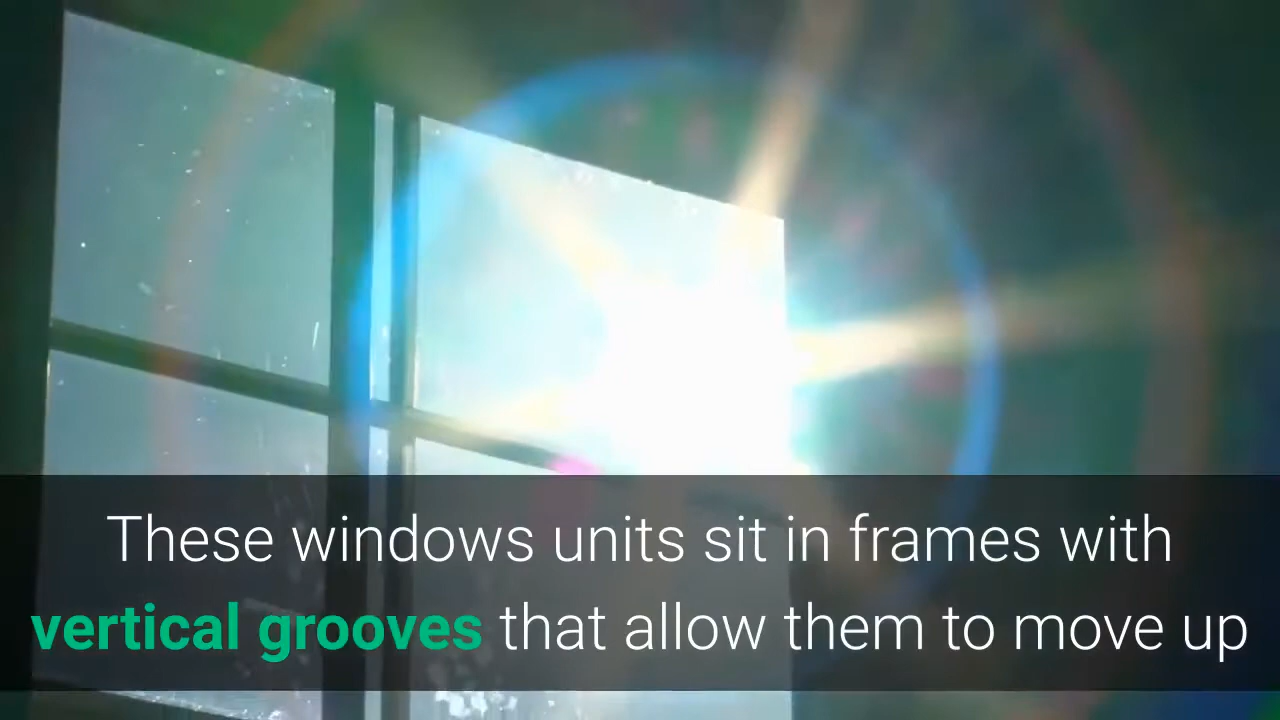 These windows units sit in frames with
vertical grooves that allow them to move up